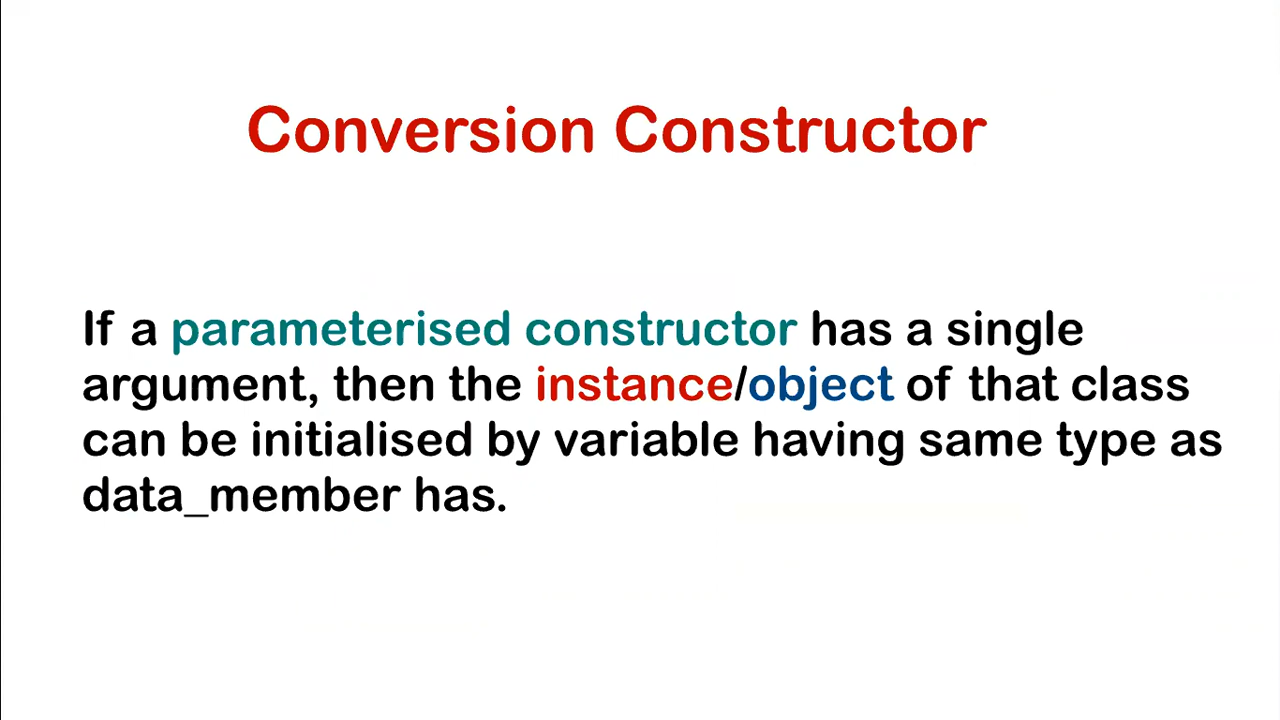 Conversion Constructor
If a parameterised constructor has a single
argument, then the instance/object of that class
can be initialised by variable having same type as
data_member has.